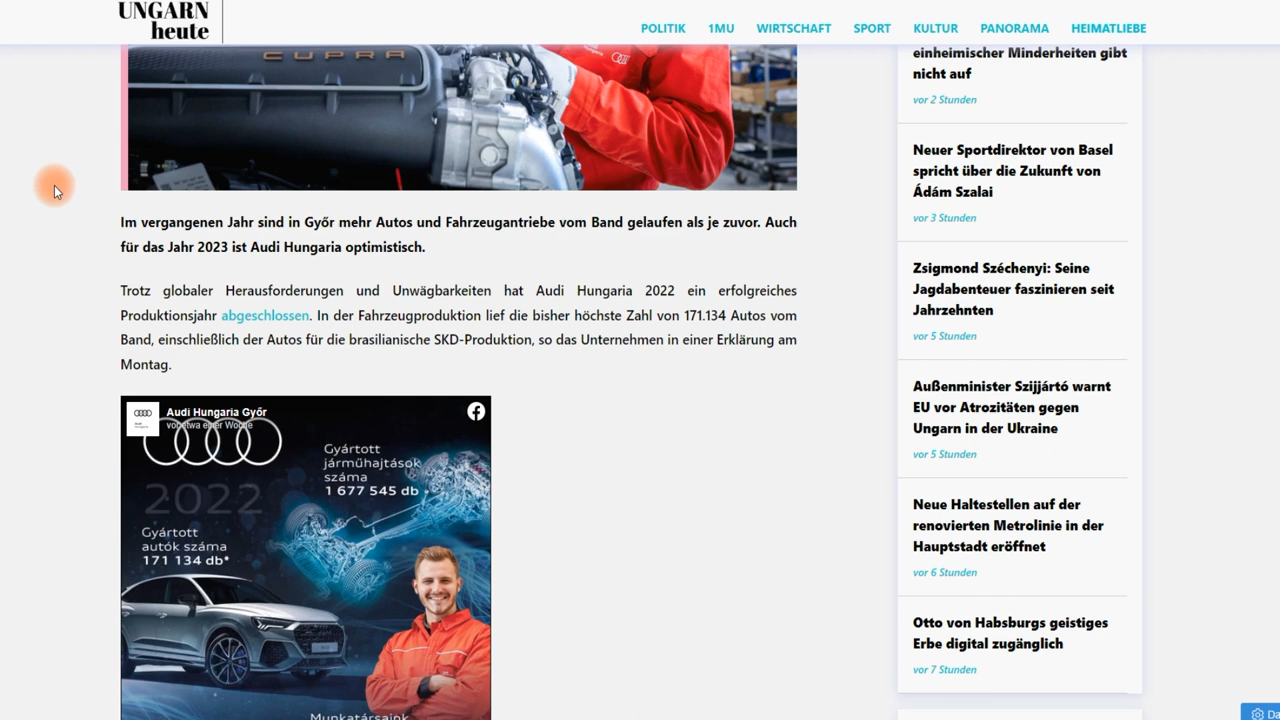 UNGARN
heute
POLITIK 1MU WIRTSCHAFT SPORT KULTUR PANORAMA HEIMATLIEBE
CUPRA
Im vergangenen Jahr sind in Győr mehr Autos und Fahrzeugantriebe vom Band gelaufen als je zuvor. Auch
für das Jahr 2023 ist Audi Hungaria optimistisch.
Trotz globaler Herausforderungen und Unwägbarkeiten hat Audi Hungaria 2022 ein erfolgreiches
Produktionsjahr abgeschlossen. In der Fahrzeugproduktion lief die bisher höchste Zahl von 171.134 Autos vom
Band, einschließlich der Autos für die brasilianische SKD-Produktion, so das Unternehmen in einer Erklärung am
Montag.
Audi Hungaria Győr
vor etwa einer Woche
Gyártott
járműhajtások
száma
1 677 545 db
2022
Gyártott
autók száma
171 134 db*
Munkatársaink
einheimischer Minderheiten gibt
nicht auf
vor 2 Stunden
Neuer Sportdirektor von Basel
spricht über die Zukunft von
Ádám Szalai
vor 3 Stunden
Zsigmond Széchenyi: Seine
Jagdabenteuer faszinieren seit
Jahrzehnten
vor 5 Stunden
Außenminister Szijjártó warnt
EU vor Atrozitäten gegen
Ungarn in der Ukraine
vor 5 Stunden
Neue Haltestellen auf der
renovierten Metrolinie in der
Hauptstadt eröffnet
vor 6 Stunden
Otto von Habsburgs geistiges
Erbe digital zugänglich
vor 7 Stunden
Da